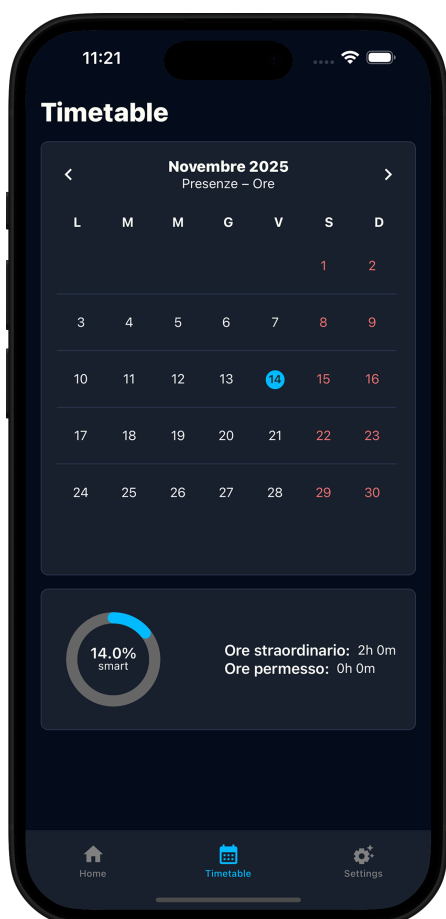 11:21
Timetable
Novembre 2025
Presenze – Ore
L M M G V S D
1 2
3 4 5 6 7 8 9
10 11 12 13 14 15 16
17 18 19 20 21 22 23
24 25 26 27 28 29 30
14.0%
smart
Ore straordinario: 2h 0m
Ore permesso: 0h 0m
Home Timetable Settings